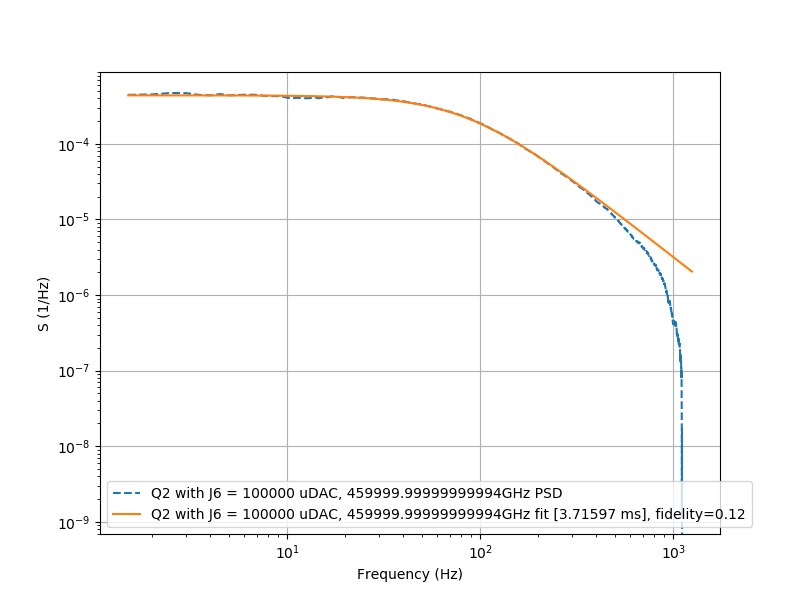 10⁻⁴
10⁻⁵
10⁻⁶
10⁻⁷
10⁻⁸
10⁻⁹
S (1/Hz)
Q2 with J6 = 100000 uDAC, 459999.99999999994GHz PSD
Q2 with J6 = 100000 uDAC, 459999.99999999994GHz fit [3.71597 ms], fidelity=0.12
10¹ 10² 10³
Frequency (Hz)